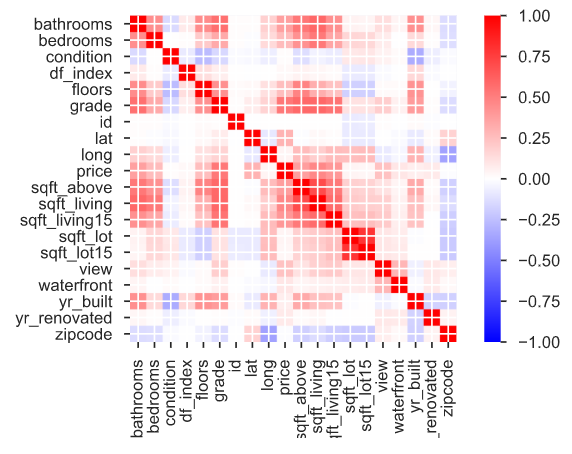 bathrooms
bedrooms
condition
df_index
floors
grade
id
lat
long
price
sqft_above
sqft_living
sqft_living15
sqft_lot
sqft_lot15
view
waterfront
yr_built
yr_renovated
zipcode
1.00
0.75
0.50
0.25
0.00
−0.25
−0.50
−0.75
−1.00
bathrooms
bedrooms
condition
df_index
floors
grade
id
lat
long
price
sqft_above
sqft_living
qft_living15
sqft_lot
sqft_lot15
view
waterfront
yr_built
_renovated
zipcode